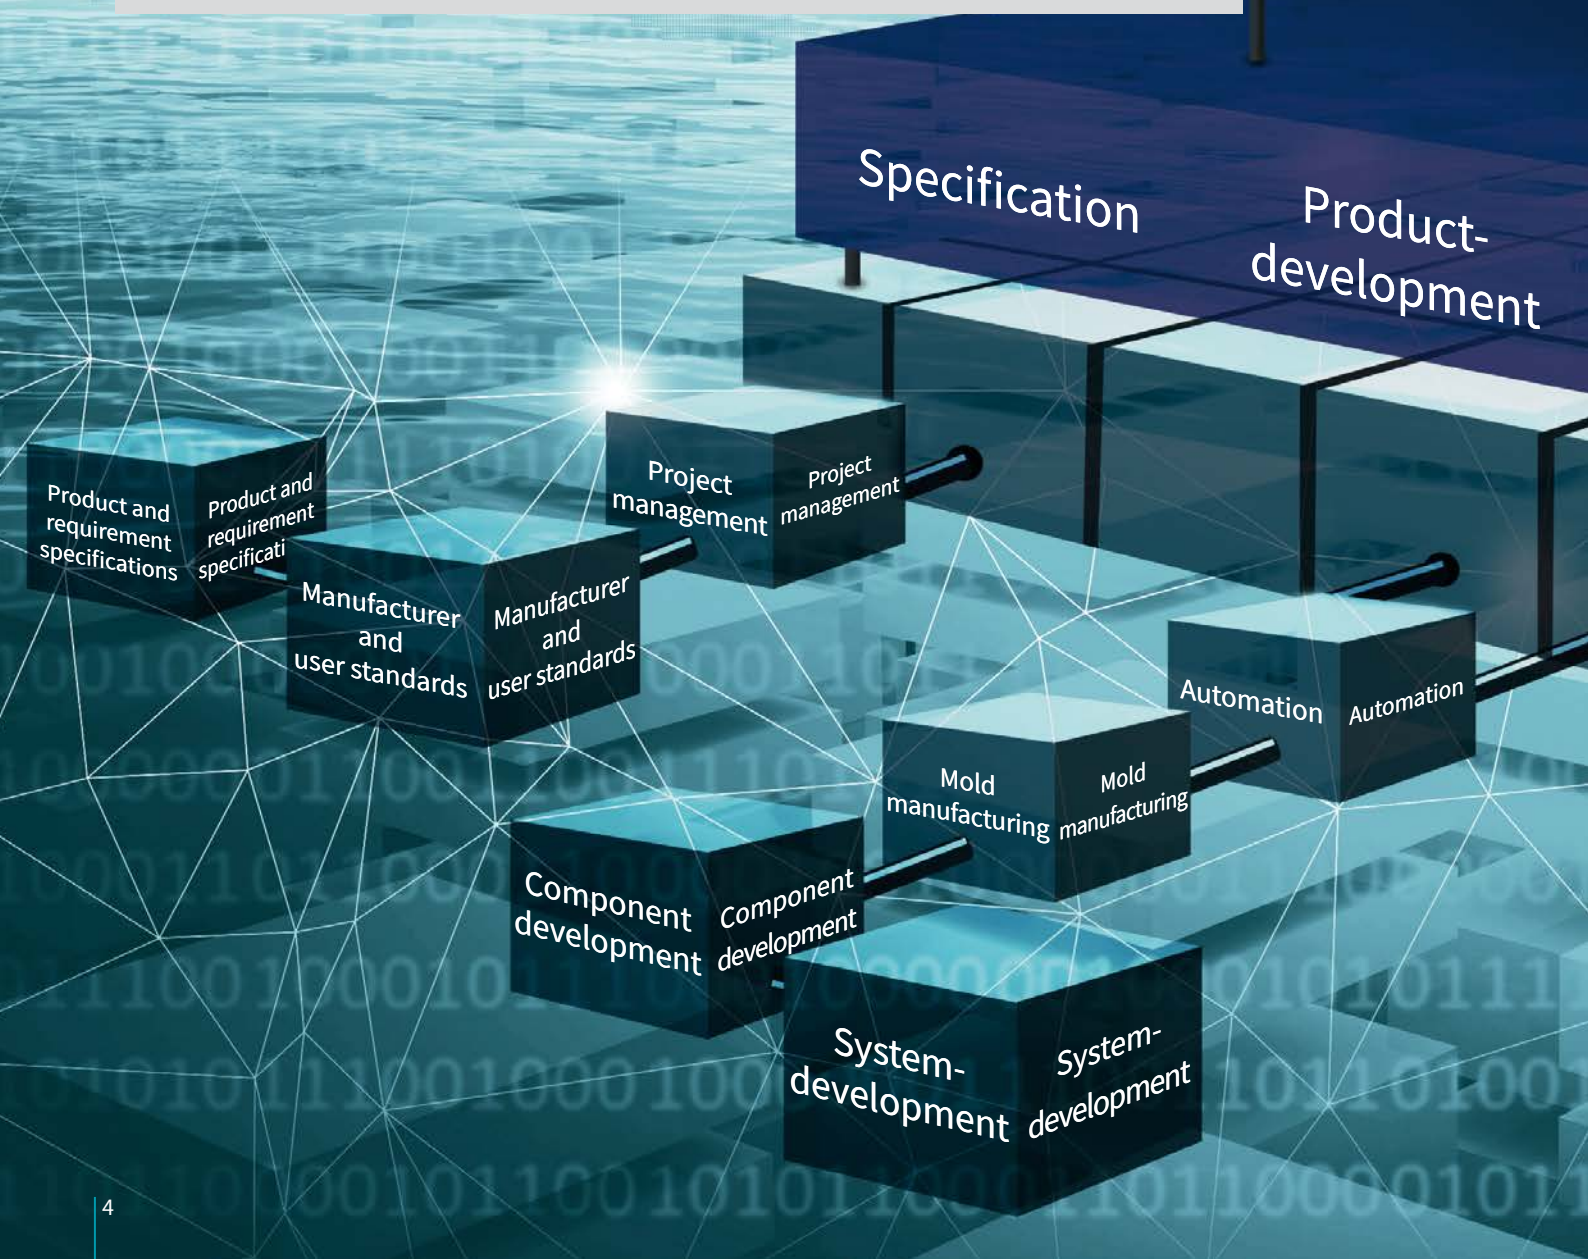 Specification
Product-
development
Project
management
Project
management
Product and
requirement
specifications
Product and
requirement
specificati
Manufacturer
and
user standards
Manufacturer
and
user standards
Automation
Automation
Mold
manufacturing
Mold
manufacturing
Component
development
Component
development
System-
development
System-
development
4